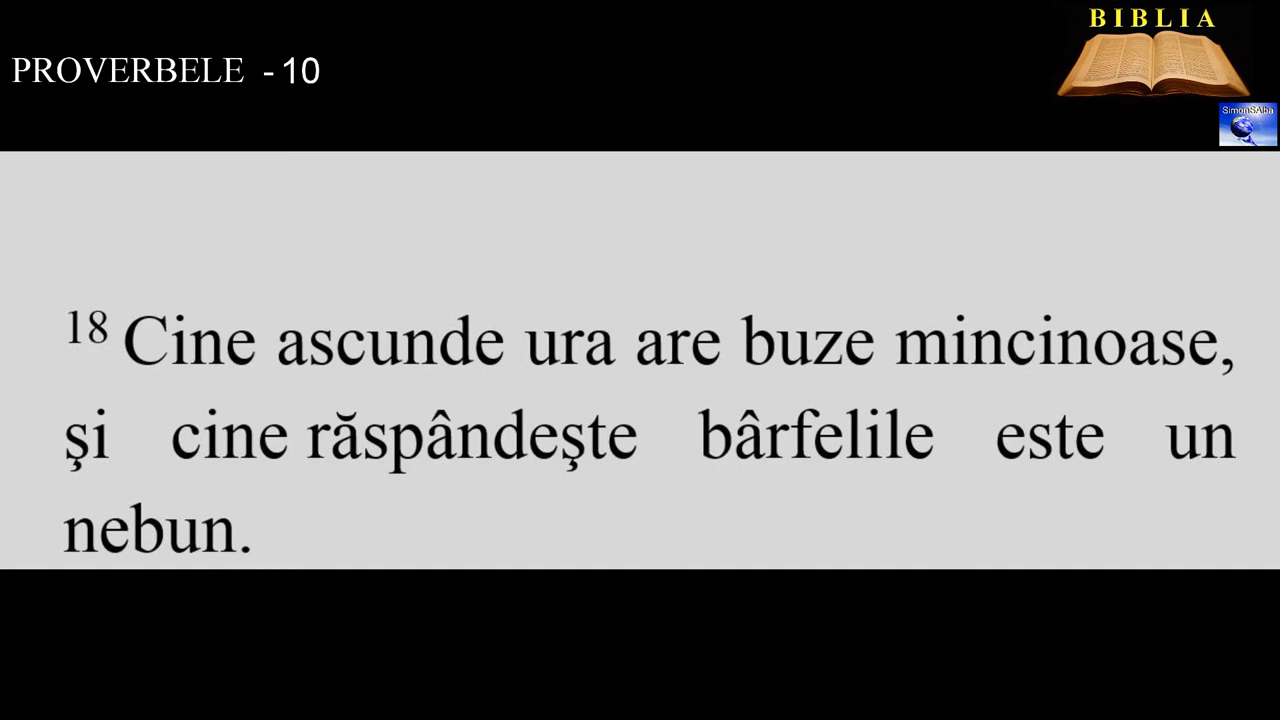 BIBLIA
PROVERBELE - 10
SimonSAlba
18 Cine ascunde ura are buze mincinoase,
şi cine răspândeşte bârfelile este un
nebun.